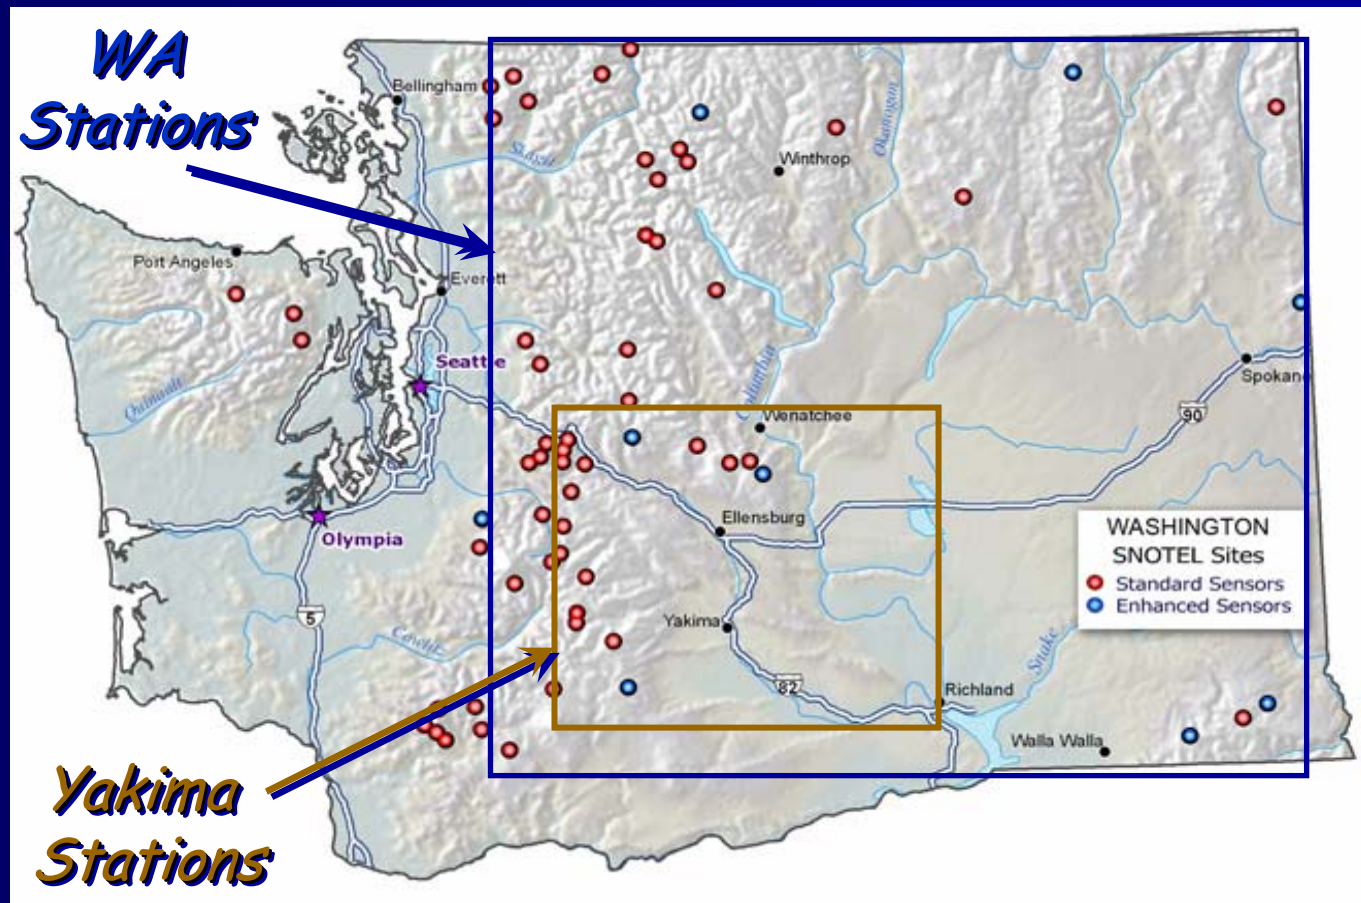 WA
Stations
Bellingham
Skagit
Okanogan
Winthrop
Port Angeles
Everett
Quinault
Seattle
Columbia
Spokane
90
Wenatchee
Ellensburg
Olympia
WASHINGTON
SNOTEL Sites
Standard Sensors
Enhanced Sensors
5
Yakima
Cowlitz
Snake
82
Richland
Walla Walla
Yakima
Stations